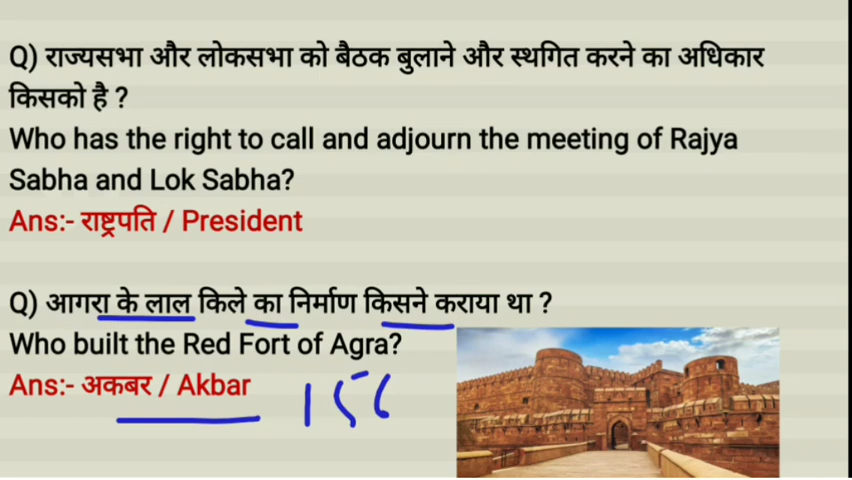 Q) राज्यसभा और लोकसभा को बैठक बुलाने और स्थगित करने का अधिकार
किसको है ?
Who has the right to call and adjourn the meeting of Rajya
Sabha and Lok Sabha?
Ans:- राष्ट्रपति / President
Q) आगरा के लाल किले का निर्माण किसने कराया था ?
Who built the Red Fort of Agra?
Ans:- अकबर / Akbar
156